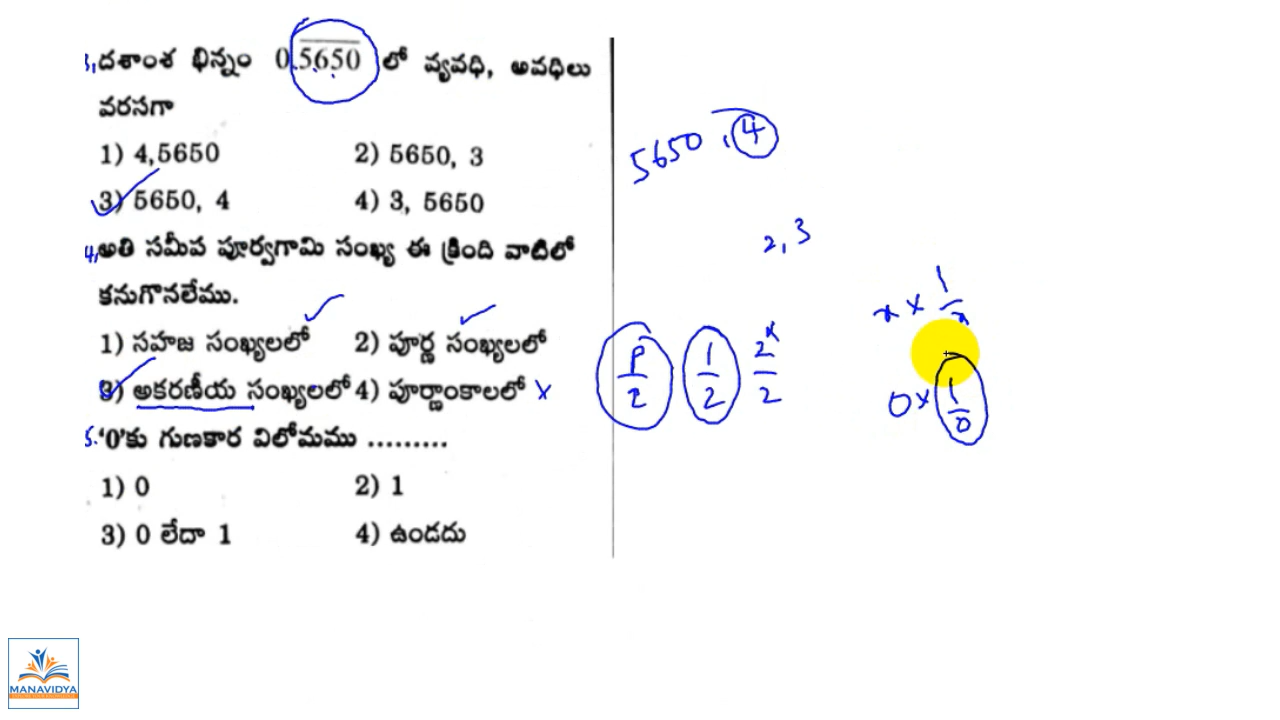 3, దశాంశ భిన్నం 0.5650 లో వ్యవధి, అవధిలు
వరసగా
1) 4,5650 2) 5650, 3
3) 5650, 4 4) 3, 5650
4, అతి సమీప పూర్వగామి సంఖ్య ఈ క్రింది వాటిలో
కనుగొనలేము.
1) సహజ సంఖ్యలలో 2) పూర్ణ సంఖ్యలలో
3) అకరణీయ సంఖ్యలలో 4) పూర్ణాంకాలలో x
5. '0'కు గుణకార విలోమము .........
1) 0 2) 1
3) 0 లేదా 1 4) ఉండదు
5650 , 4
2, 3
x × 1/x
P/2 1/2 2/2
0 × 1/0
MANAVIDYA